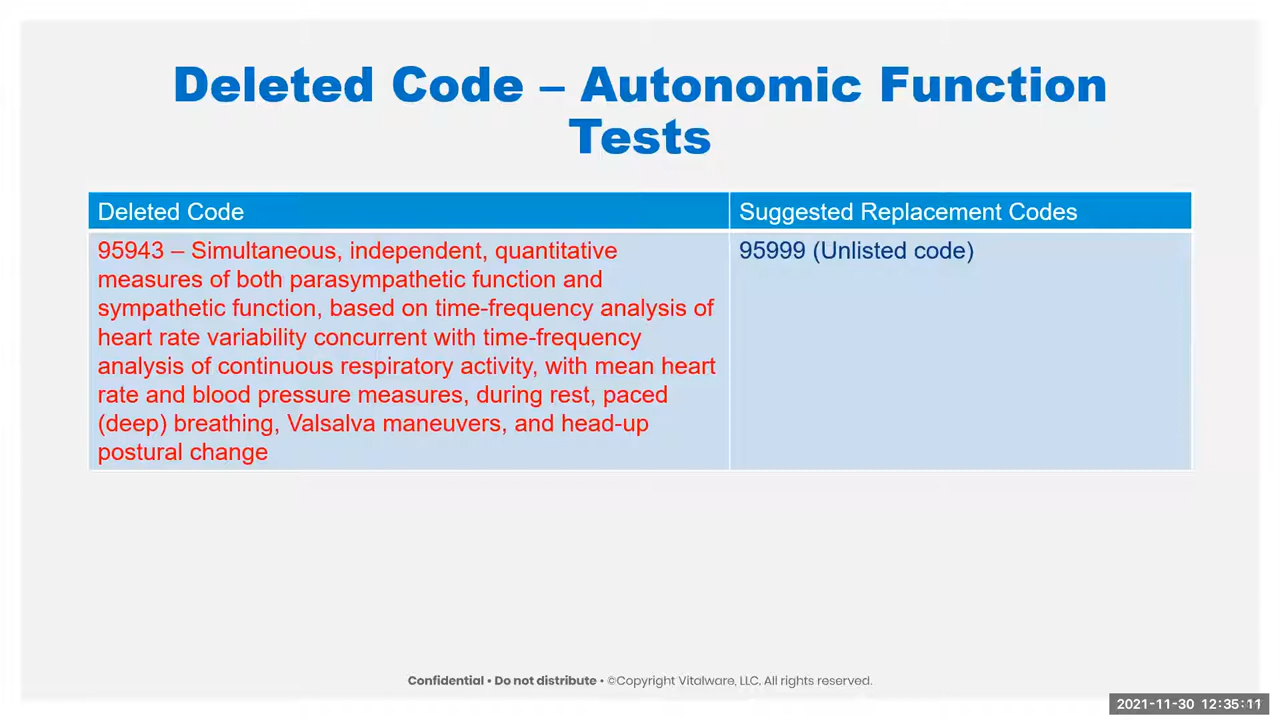 Deleted Code – Autonomic Function
Tests
Deleted Code
Suggested Replacement Codes
95943 – Simultaneous, independent, quantitative
measures of both parasympathetic function and
sympathetic function, based on time-frequency analysis of
heart rate variability concurrent with time-frequency
analysis of continuous respiratory activity, with mean heart
rate and blood pressure measures, during rest, paced
(deep) breathing, Valsalva maneuvers, and head-up
postural change
95999 (Unlisted code)
Confidential • Do not distribute • ©Copyright Vitalware, LLC. All rights reserved.
2021-11-30 12:35:11